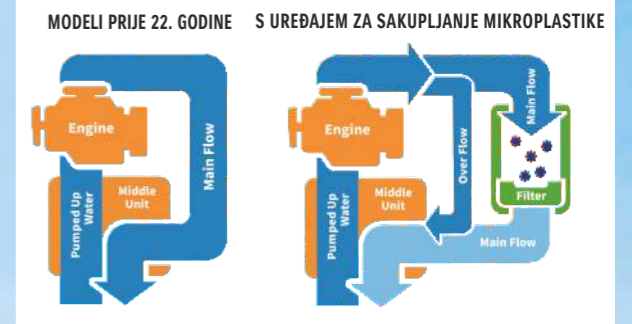 MODELI PRIJE 22. GODINE
Engine
Main Flow
Middle
Unit
Pumped Up
Water
S UREĐAJEM ZA SAKUPLJANJE MIKROPLASTIKE
Engine
Main Flow
Over Flow
Filter
Middle
Unit
Pumped Up
Water
Main Flow